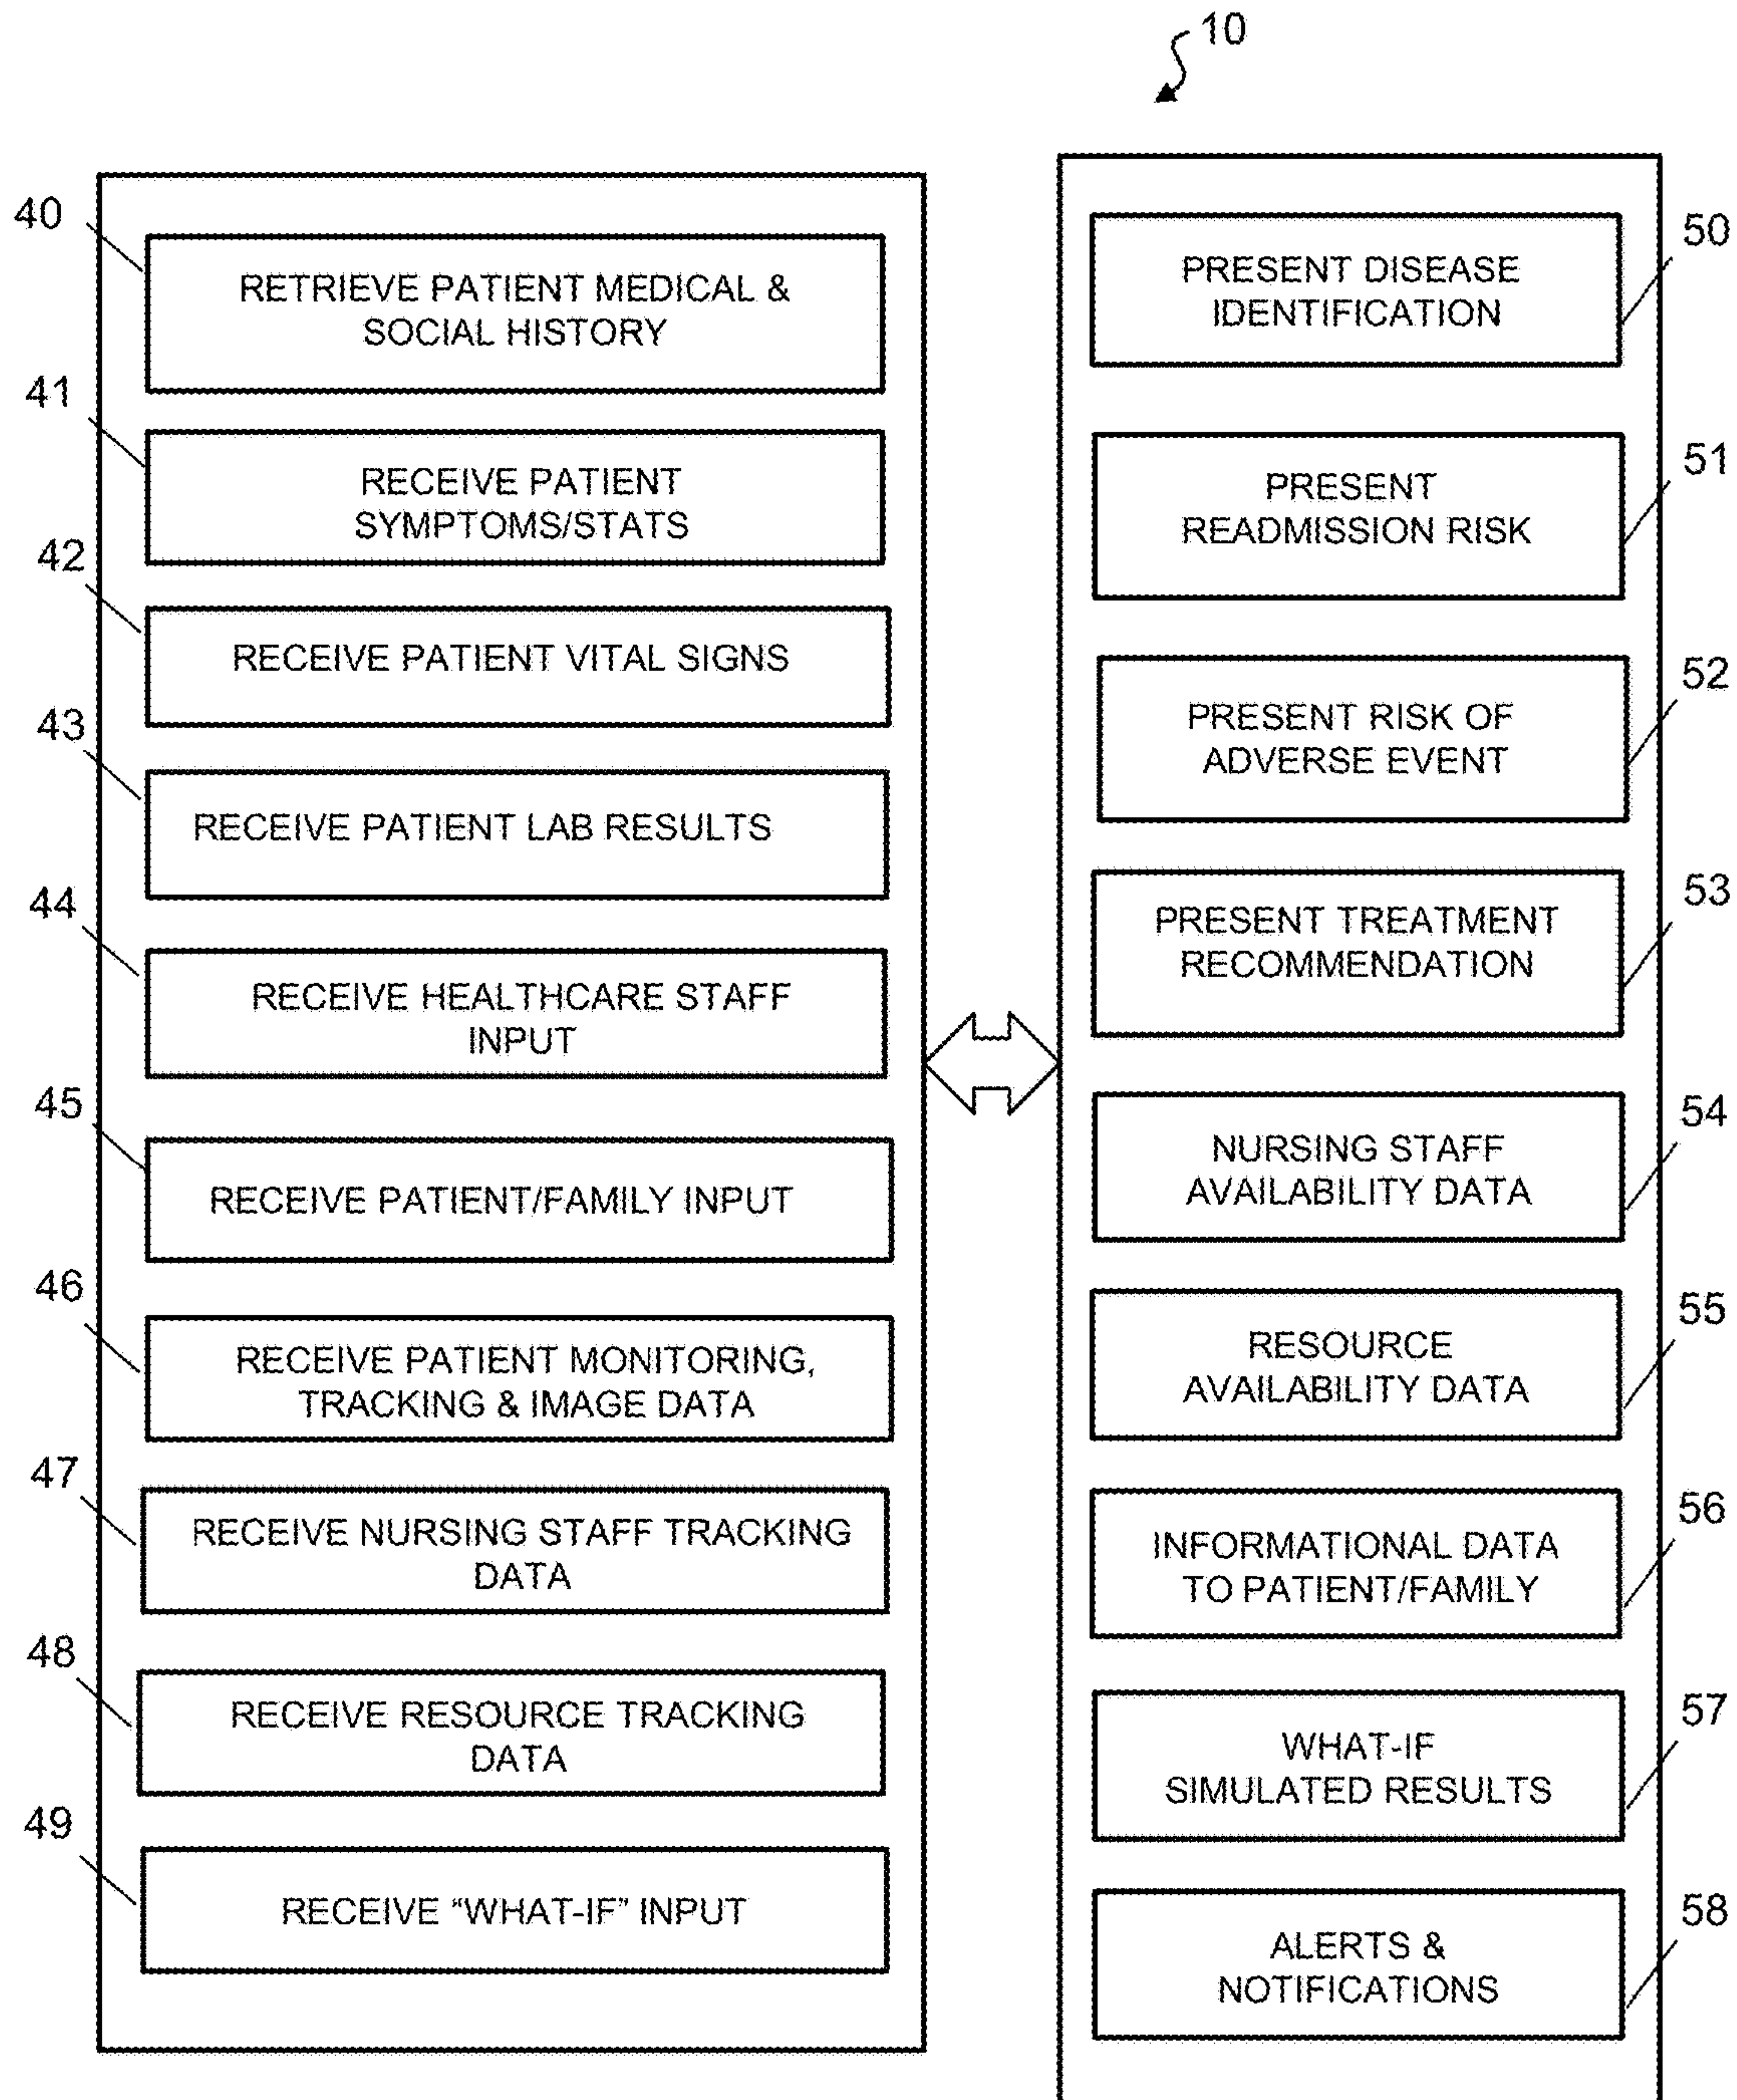 10
40
RETRIEVE PATIENT MEDICAL &
SOCIAL HISTORY
41
RECEIVE PATIENT
SYMPTOMS/STATS
42
RECEIVE PATIENT VITAL SIGNS
43
RECEIVE PATIENT LAB RESULTS
44
RECEIVE HEALTHCARE STAFF
INPUT
45
RECEIVE PATIENT/FAMILY INPUT
46
RECEIVE PATIENT MONITORING,
TRACKING & IMAGE DATA
47
RECEIVE NURSING STAFF TRACKING
DATA
48
RECEIVE RESOURCE TRACKING
DATA
49
RECEIVE “WHAT-IF” INPUT
50
PRESENT DISEASE
IDENTIFICATION
51
PRESENT
READMISSION RISK
52
PRESENT RISK OF
ADVERSE EVENT
53
PRESENT TREATMENT
RECOMMENDATION
54
NURSING STAFF
AVAILABILITY DATA
55
RESOURCE
AVAILABILITY DATA
56
INFORMATIONAL DATA
TO PATIENT/FAMILY
57
WHAT-IF
SIMULATED RESULTS
58
ALERTS &
NOTIFICATIONS